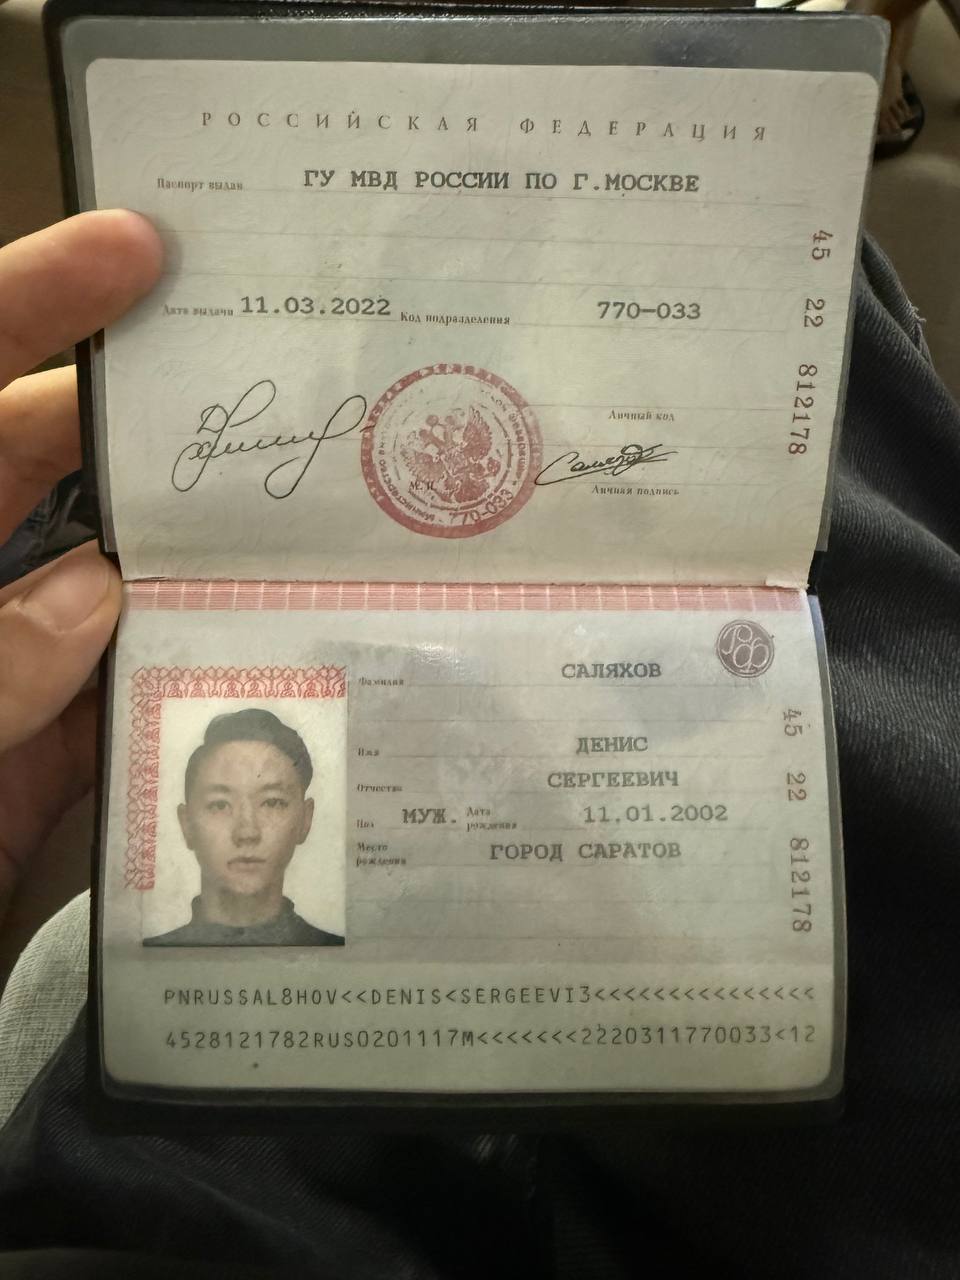 РОССИЙСКАЯ ФЕДЕРАЦИЯ
Паспорт выдан ГУ МВД РОССИИ ПО Г.МОСКВЕ
Дата выдачи 11.03.2022 Код подразделения 770-033
Личный код
М.П.
770-033
Личная подпись
45 22 812178
РФ
Фамилия САЛЯХОВ
Имя ДЕНИС
Отчество СЕРГЕЕВИЧ
Пол МУЖ. Дата рождения 11.01.2002
Место рождения ГОРОД САРАТОВ
45 22 812178
PNRUSSAL8HOV<<DENIS<SERGEEVI3<<<<<<<<<<<<<<<
4528121782RUS0201117M<<<<<<<2220311770033<12